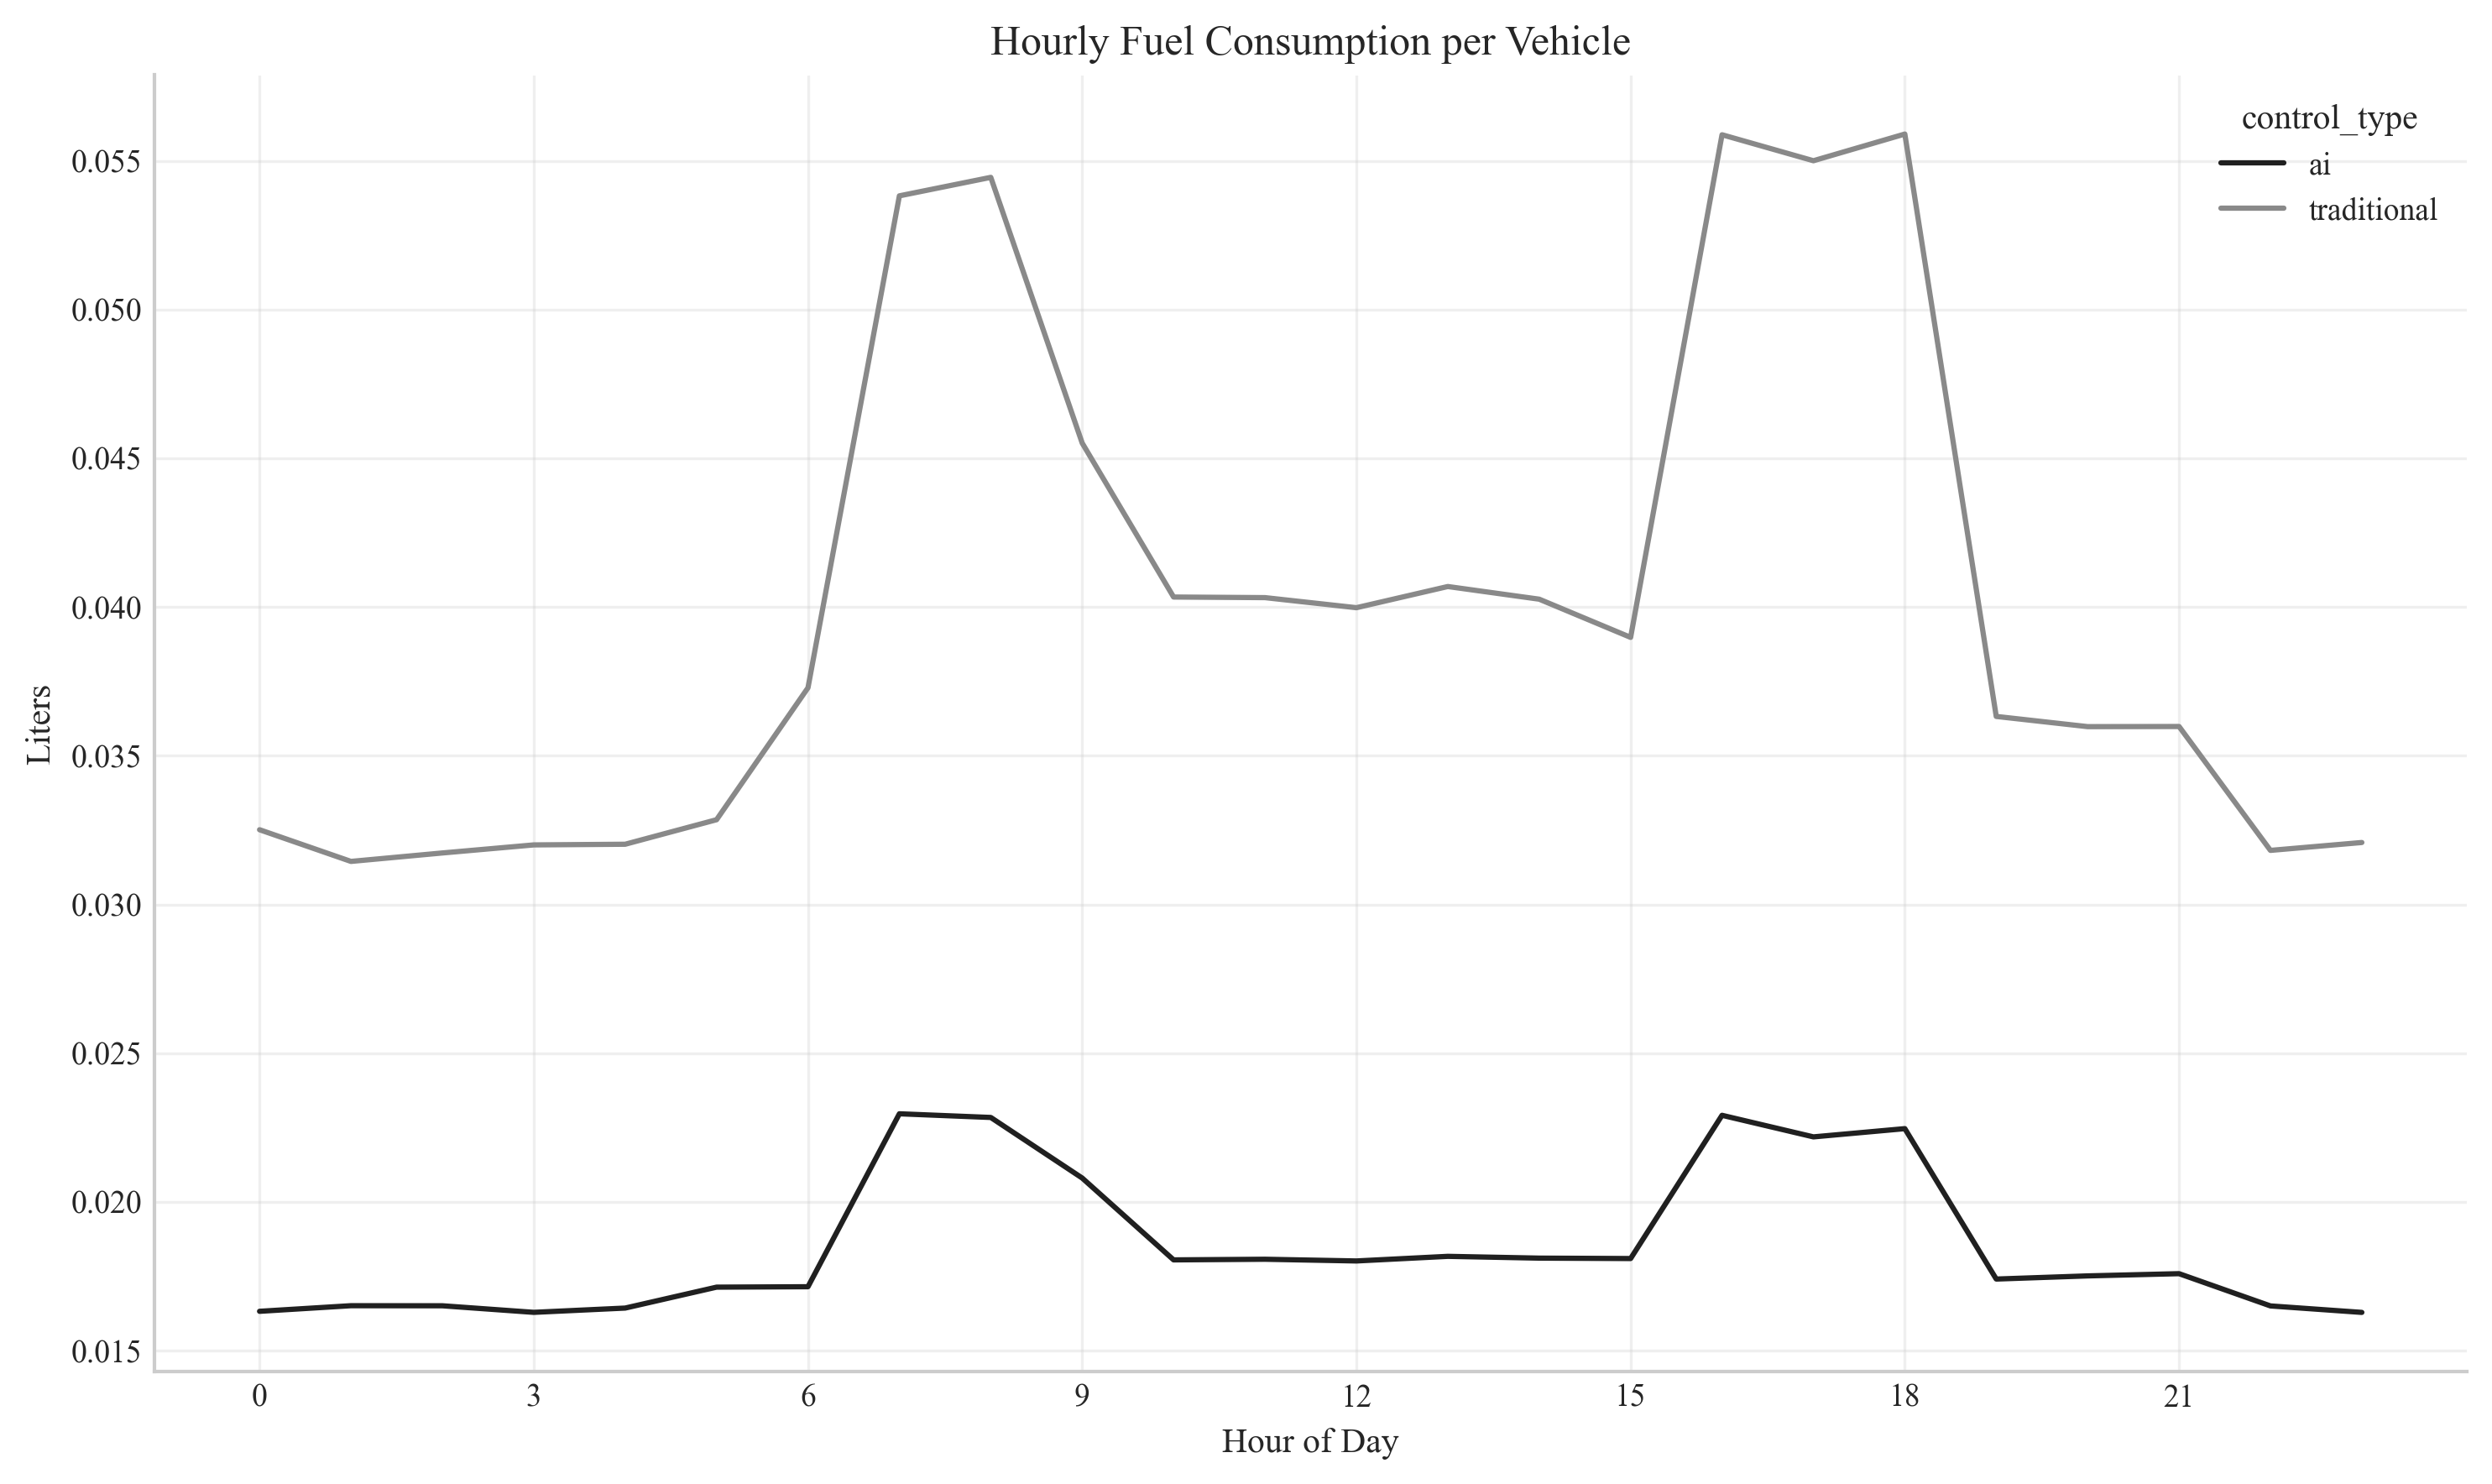 Hourly Fuel Consumption per Vehicle
control_type
ai
traditional
0.055
0.050
0.045
0.040
0.035
0.030
0.025
0.020
0.015
Liters
0 3 6 9 12 15 18 21
Hour of Day